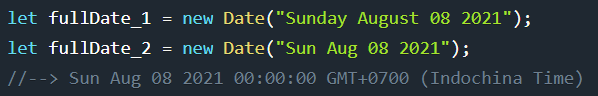 let fullDate_1 = new Date("Sunday August 08 2021");
let fullDate_2 = new Date("Sun Aug 08 2021");
//--> Sun Aug 08 2021 00:00:00 GMT+0700 (Indochina Time)